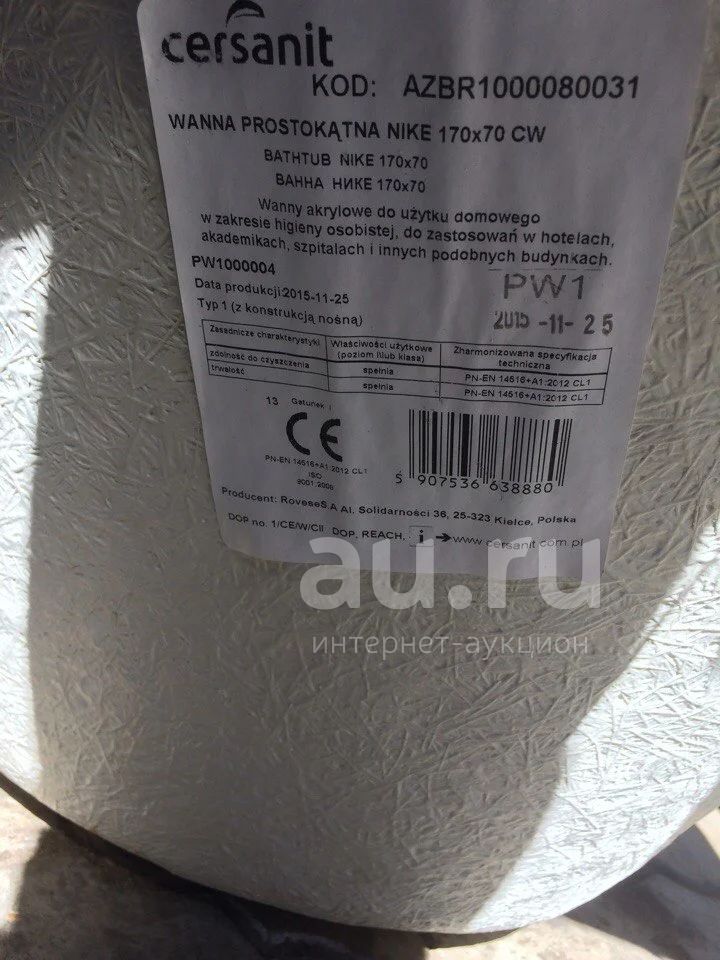 cersanit
KOD: AZBR1000080031
WANNA PROSTOKĄTNA NIKE 170x70 CW
BATHTUB NIKE 170x70
ВАННА НИКЕ 170x70
Wanny akrylowe do użytku domowego
w zakresie higieny osobistej, do zastosowań w hotelach,
akademikach, szpitalach i innych podobnych budynkach.
PW1000004
PW1
Data produkcji:2015-11-25
2015 -11- 25
Typ 1 (z konstrukcją nośną)
Zasadnicze charakterystyki Właściwości użytkowe (poziom i/lub klasa) Zharmonizowana specyfikacja techniczna
zdolność do czyszczenia spełnia PN-EN 14516+A1:2012 CL1
trwałość spełnia PN-EN 14516+A1:2012 CL1
13 Gatunek I
CE
PN-EN 14516+A1:2012 CL1
ISO
9001:2008
5 907536 638880
Producent: Rovese S.A Al. Solidarności 36, 25-323 Kielce, Polska
DOP no. 1/CE/W/CII DOP, REACH, i → www.cersanit.com.pl
au.ru
интернет-аукцион